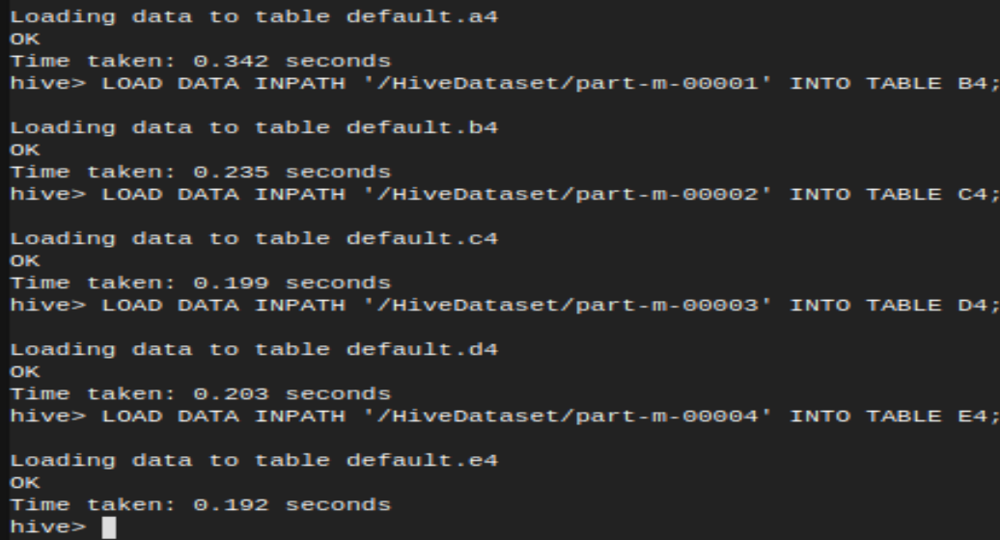 Loading data to table default.a4
OK
Time taken: 0.342 seconds
hive> LOAD DATA INPATH '/HiveDataset/part-m-00001' INTO TABLE B4;
Loading data to table default.b4
OK
Time taken: 0.235 seconds
hive> LOAD DATA INPATH '/HiveDataset/part-m-00002' INTO TABLE C4;
Loading data to table default.c4
OK
Time taken: 0.199 seconds
hive> LOAD DATA INPATH '/HiveDataset/part-m-00003' INTO TABLE D4;
Loading data to table default.d4
OK
Time taken: 0.203 seconds
hive> LOAD DATA INPATH '/HiveDataset/part-m-00004' INTO TABLE E4;
Loading data to table default.e4
OK
Time taken: 0.192 seconds
hive>